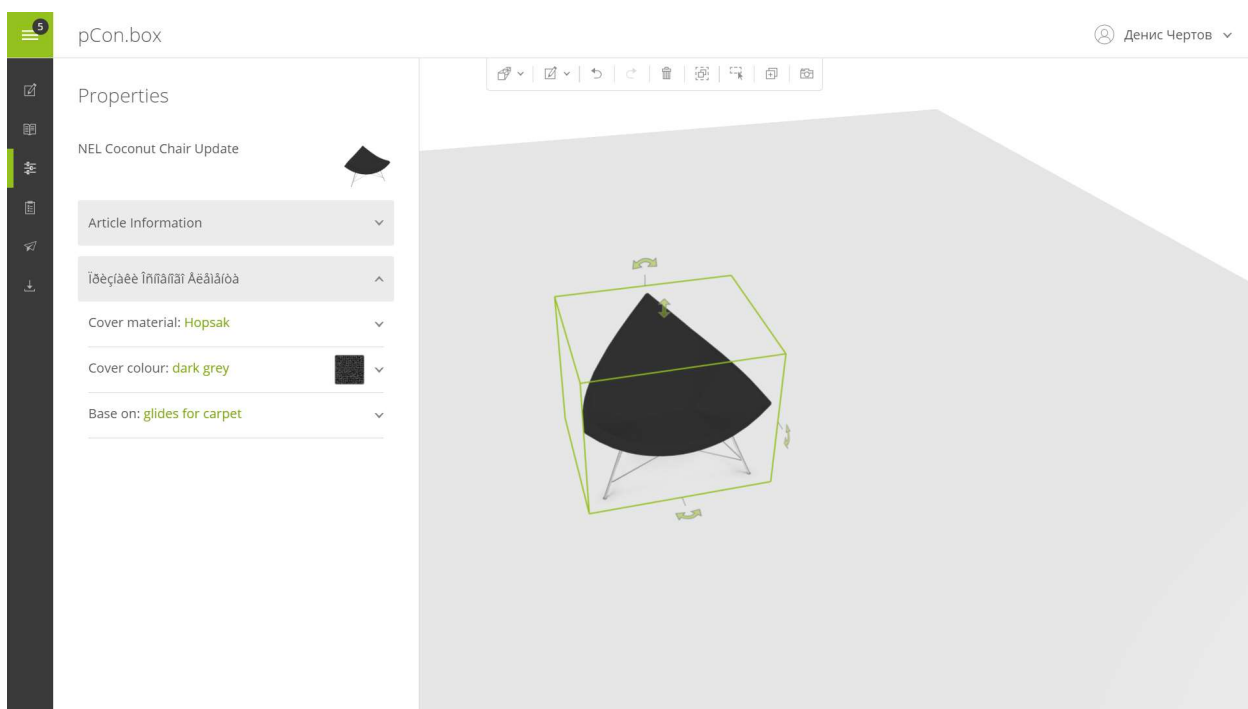 5
pCon.box
Денис Чертов
Properties
NEL Coconut Chair Update
Article Information
Ïðèçíàêè Îñíîâíîãî Àëåìåíòà
Cover material: Hopsak
Cover colour: dark grey
Base on: glides for carpet